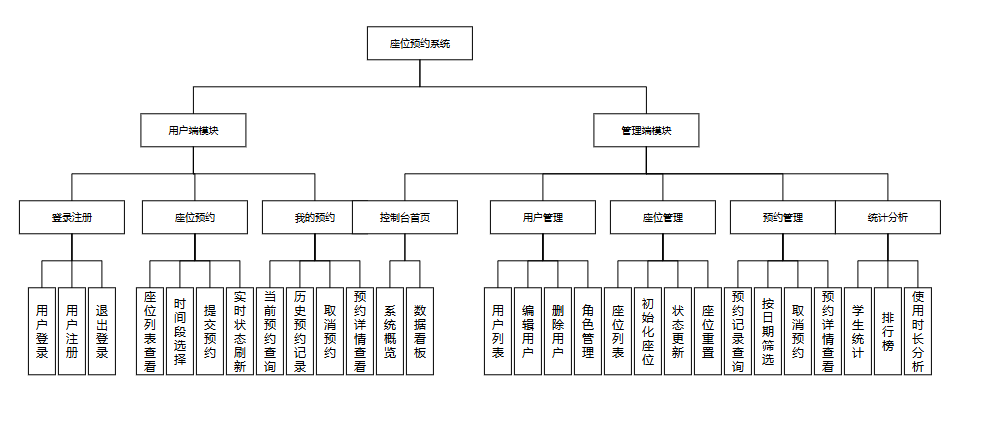 座位预约系统
用户端模块
管理端模块
登录注册
座位预约
我的预约
控制台首页
用户管理
座位管理
预约管理
统计分析
用户登录
用户注册
退出登录
座位列表查看
时间段选择
提交预约
实时状态刷新
当前预约查询
历史预约记录
取消预约
预约详情查看
系统概览
数据看板
用户列表
编辑用户
删除用户
角色管理
座位列表
初始化座位
状态更新
座位重置
预约记录查询
按日期筛选
取消预约
预约详情查看
学生统计
排行榜
使用时长分析